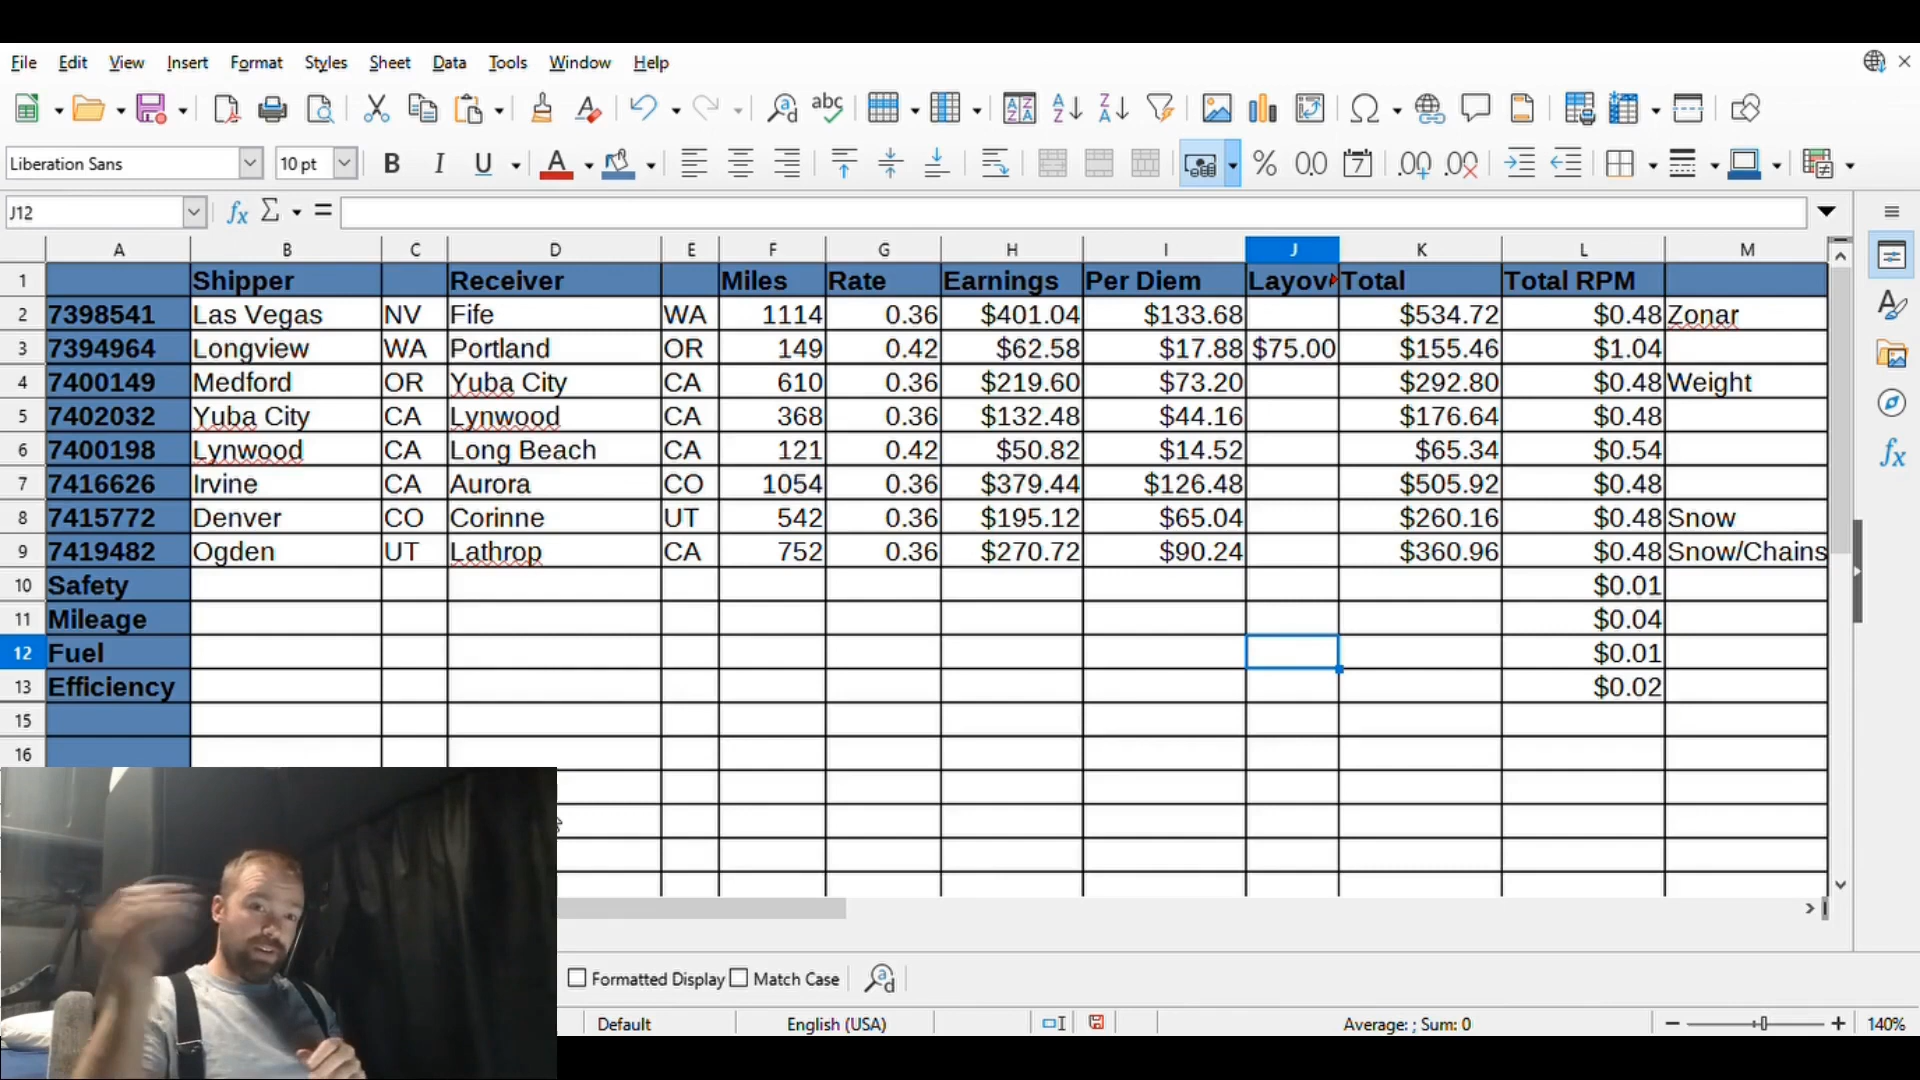 File Edit View Insert Format Styles Sheet Data Tools Window Help
Liberation Sans 10 pt B I U A % 0.0 7 .00 .00
J12 fx Σ =
A B C D E F G H I J K L M
1 Shipper Receiver Miles Rate Earnings Per Diem Layov Total Total RPM
2 7398541 Las Vegas NV Fife WA 1114 0.36 $401.04 $133.68 $534.72 $0.48 Zonar
3 7394964 Longview WA Portland OR 149 0.42 $62.58 $17.88 $75.00 $155.46 $1.04
4 7400149 Medford OR Yuba City CA 610 0.36 $219.60 $73.20 $292.80 $0.48 Weight
5 7402032 Yuba City CA Lynwood CA 368 0.36 $132.48 $44.16 $176.64 $0.48
6 7400198 Lynwood CA Long Beach CA 121 0.42 $50.82 $14.52 $65.34 $0.54
7 7416626 Irvine CA Aurora CO 1054 0.36 $379.44 $126.48 $505.92 $0.48
8 7415772 Denver CO Corinne UT 542 0.36 $195.12 $65.04 $260.16 $0.48 Snow
9 7419482 Ogden UT Lathrop CA 752 0.36 $270.72 $90.24 $360.96 $0.48 Snow/Chains
10 Safety $0.01
11 Mileage $0.04
12 Fuel $0.01
13 Efficiency $0.02
15
16
Formatted Display Match Case
Default English (USA) Average: ; Sum: 0 140%